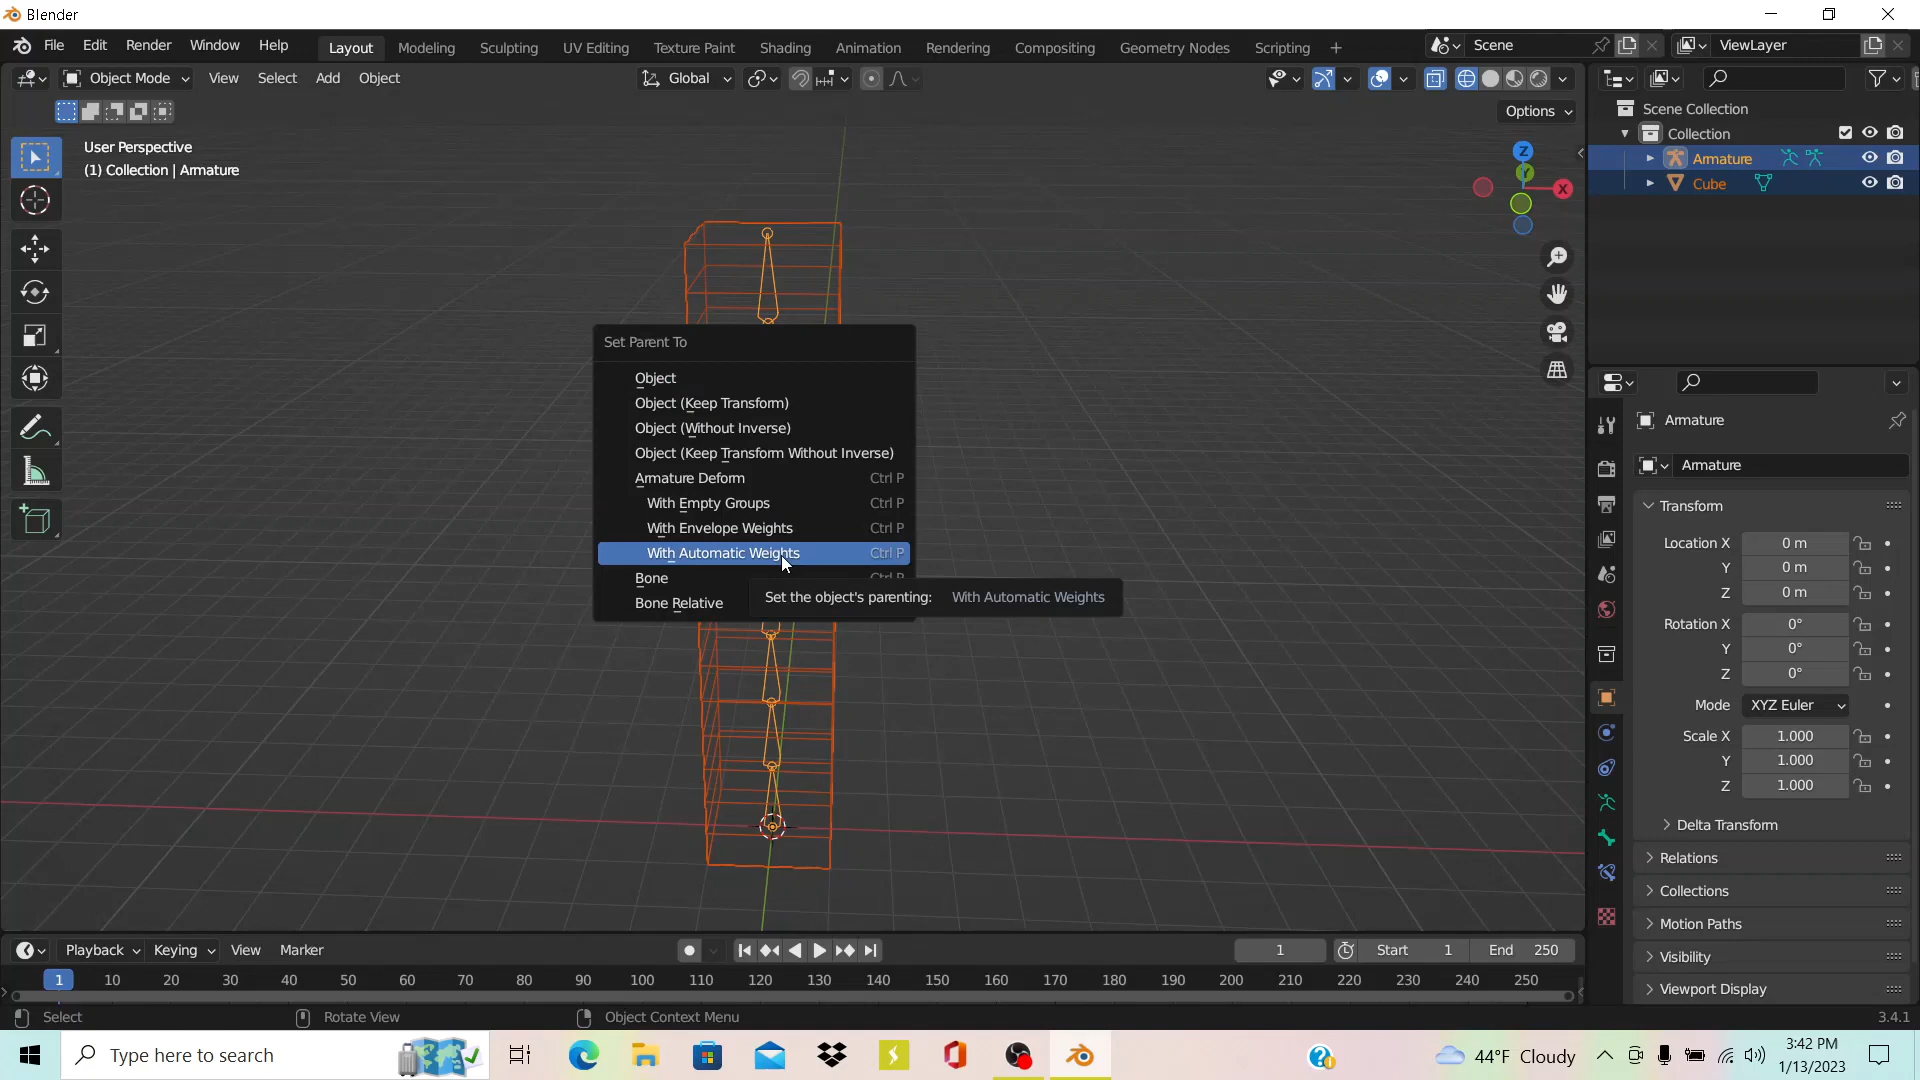 Blender
File Edit Render Window Help Layout Modeling Sculpting UV Editing Texture Paint Shading Animation Rendering Compositing Geometry Nodes Scripting + Scene ViewLayer
Object Mode View Select Add Object Global
Options
User Perspective
(1) Collection | Armature
Z
Y
X
Scene Collection
Collection
Armature
Cube
Set Parent To
Object
Object (Keep Transform)
Object (Without Inverse)
Object (Keep Transform Without Inverse)
Armature Deform Ctrl P
With Empty Groups Ctrl P
With Envelope Weights Ctrl P
With Automatic Weights Ctrl P
Bone Ctrl P
Bone Relative
Set the object's parenting: With Automatic Weights
Armature
Armature
Transform
Location X 0 m
Y 0 m
Z 0 m
Rotation X 0°
Y 0°
Z 0°
Mode XYZ Euler
Scale X 1.000
Y 1.000
Z 1.000
Delta Transform
Relations
Collections
Motion Paths
Visibility
Viewport Display
Playback Keying View Marker 1 Start 1 End 250
1 10 20 30 40 50 60 70 80 90 100 110 120 130 140 150 160 170 180 190 200 210 220 230 240 250
Select Rotate View Object Context Menu 3.4.1
Type here to search 44°F Cloudy 3:42 PM
1/13/2023